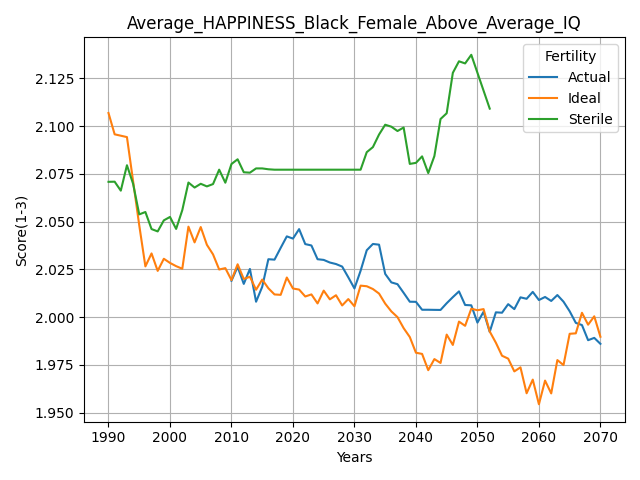 Average_HAPPINESS_Black_Female_Above_Average_IQ
Score(1-3)
2.125
2.100
2.075
2.050
2.025
2.000
1.975
1.950
Fertility
Actual
Ideal
Sterile
1990 2000 2010 2020 2030 2040 2050 2060 2070
Years